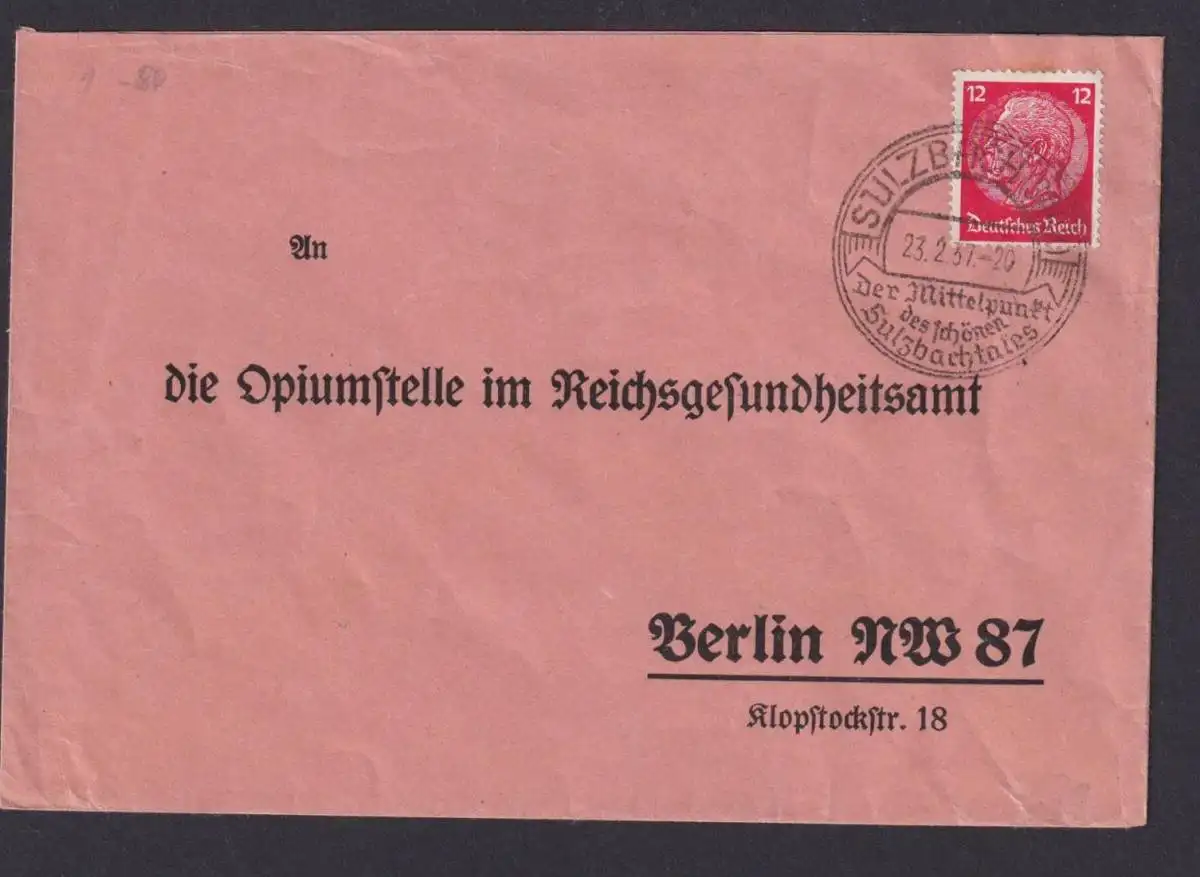 12 12
Deutsches Reich
23.2.37.-20
Der Mittelpunkt
des schönen
Sulzbachtales
An
die Opiumstelle im Reichsgesundheitsamt
Berlin NW 87
Klopstockstr. 18